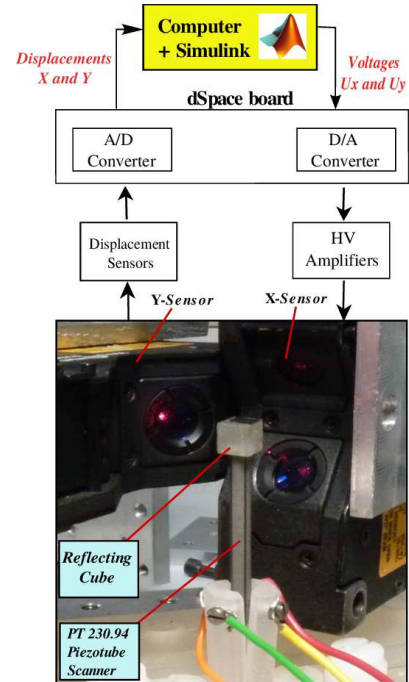 Computer
+ Simulink
Displacements
X and Y
Voltages
Ux and Uy
dSpace board
A/D
Converter
D/A
Converter
Displacement
Sensors
HV
Amplifiers
Y-Sensor
X-Sensor
Reflecting
Cube
PT 230.94
Piezotube
Scanner